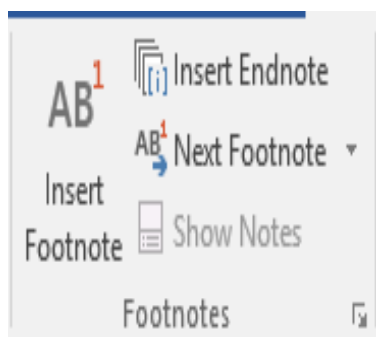 AB1
Insert
Footnote
[i] Insert Endnote
AB1 Next Footnote
Show Notes
Footnotes